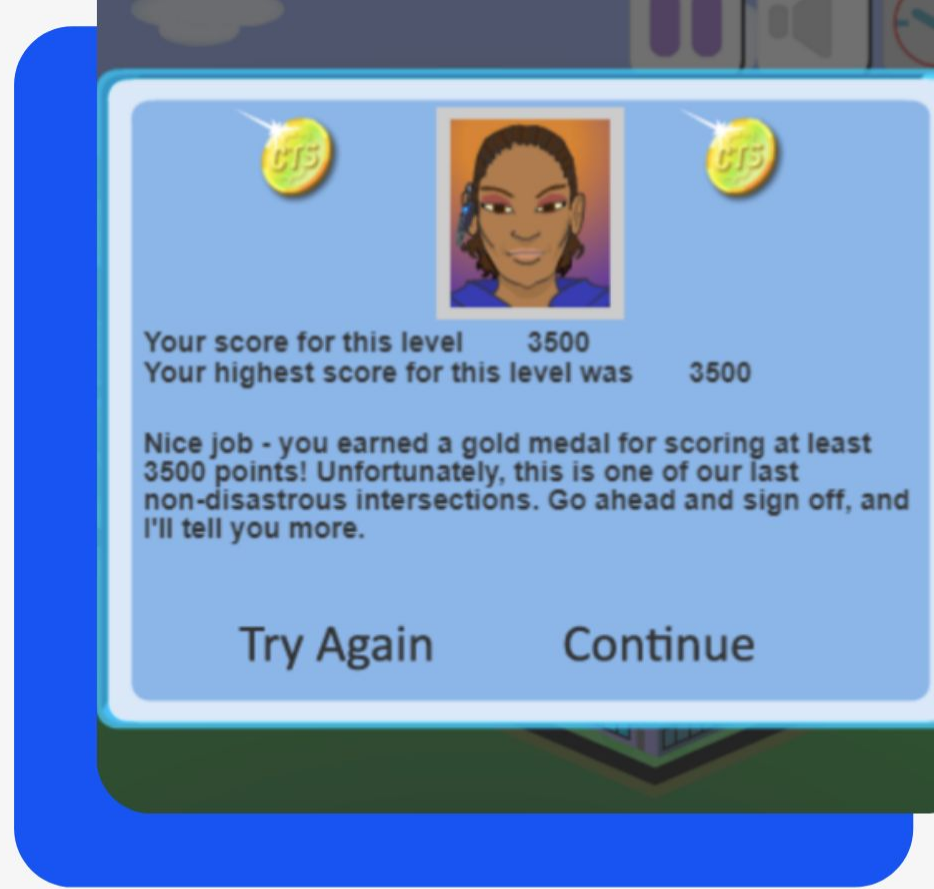 CTS CTS
Your score for this level 3500
Your highest score for this level was 3500
Nice job - you earned a gold medal for scoring at least
3500 points! Unfortunately, this is one of our last
non-disastrous intersections. Go ahead and sign off, and
I'll tell you more.
Try Again Continue